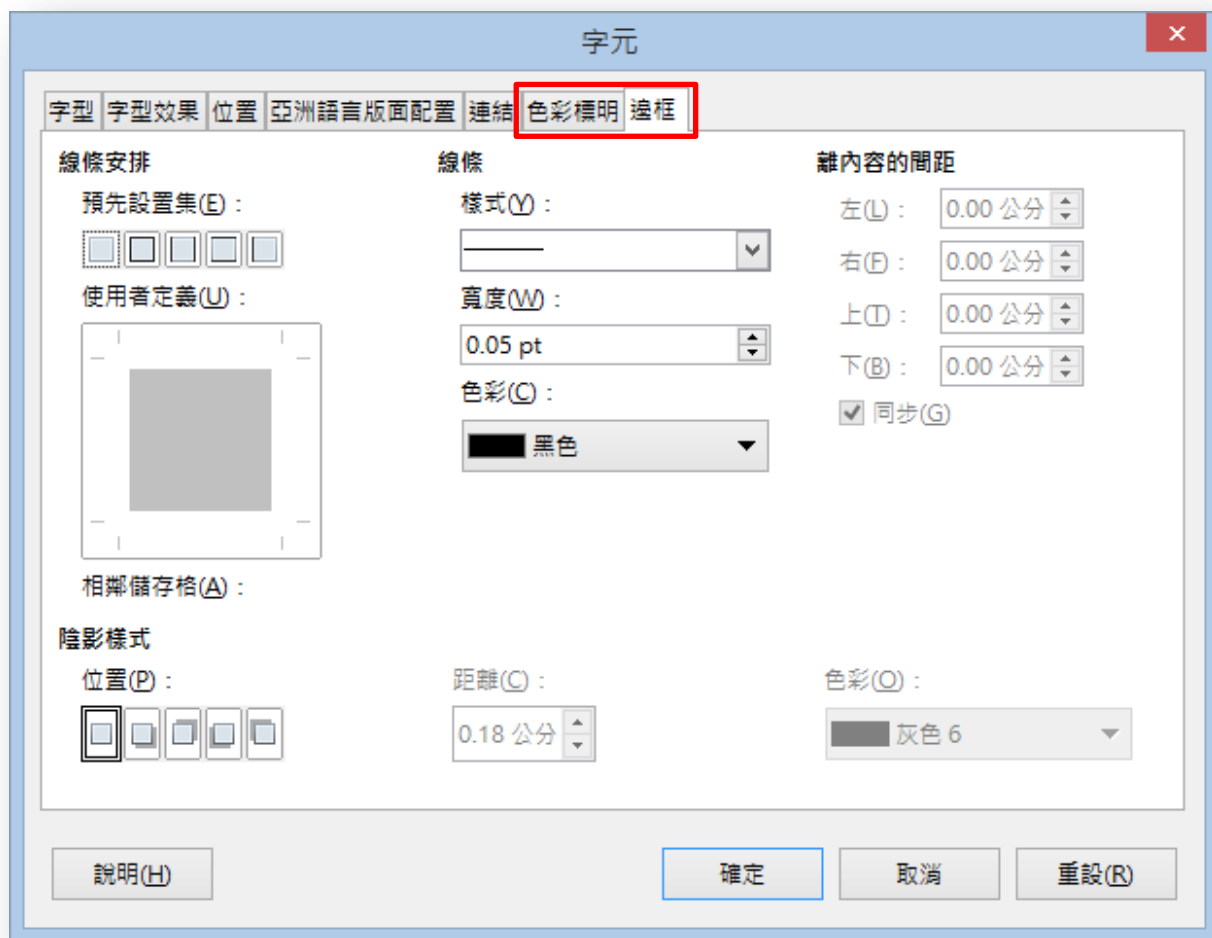 字元
字型 字型效果 位置 亞洲語言版面配置 連結 色彩標明 邊框
線條安排
預先設置集(E)：
使用者定義(U)：
相鄰儲存格(A)：
線條
樣式(Y)：
寬度(W)：
0.05 pt
色彩(C)：
黑色
離內容的間距
左(L)： 0.00 公分
右(F)： 0.00 公分
上(T)： 0.00 公分
下(B)： 0.00 公分
同步(G)
陰影樣式
位置(P)：
距離(C)：
0.18 公分
色彩(O)：
灰色 6
說明(H) 確定 取消 重設(R)